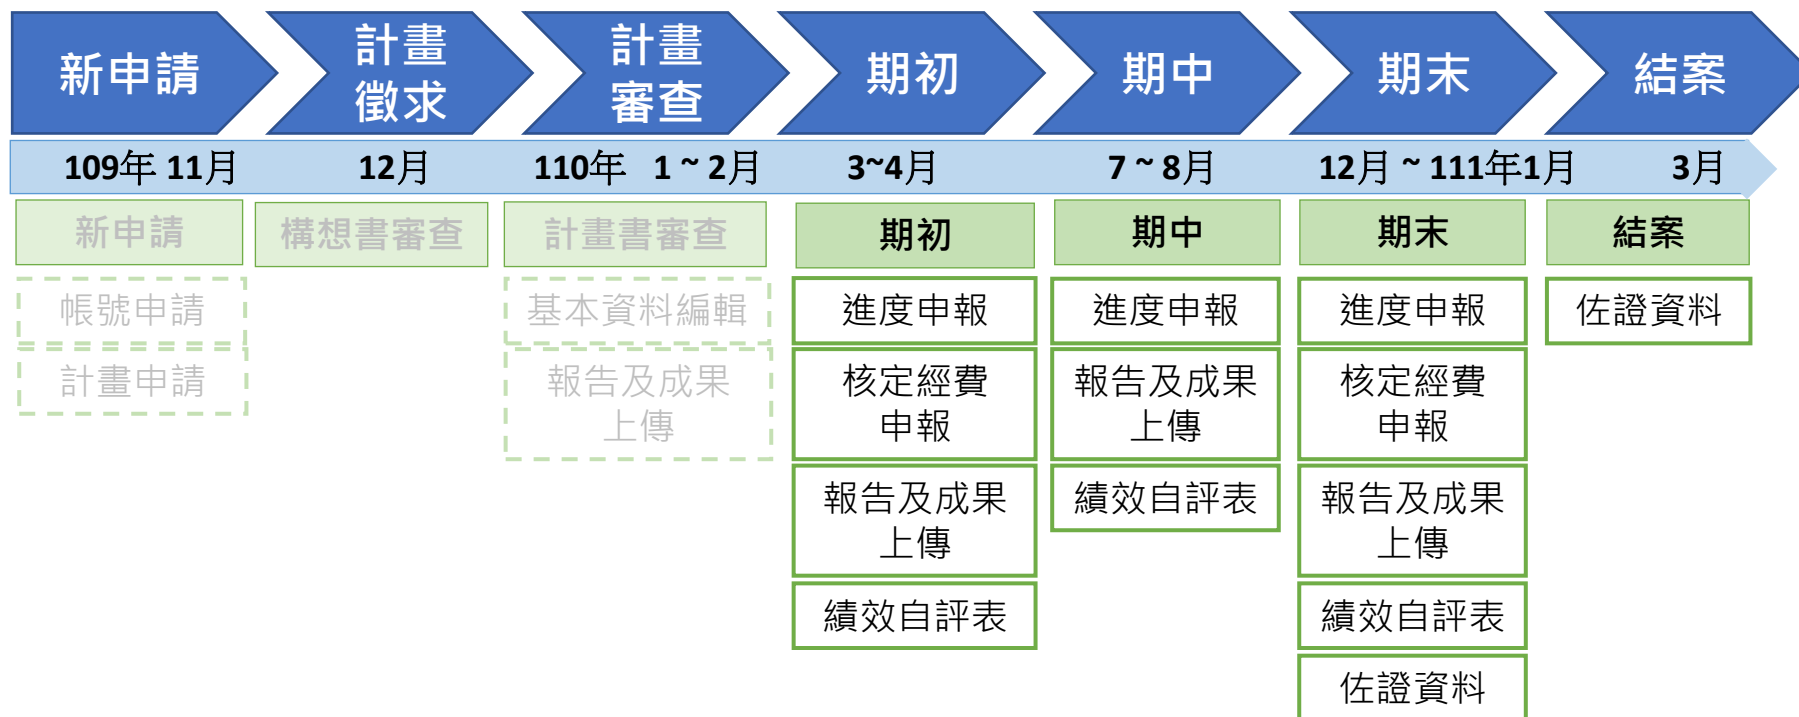 新申請
計畫
徵求
計畫
審查
期初
期中
期末
結案
109年 11月
12月
110年 1 ~ 2月
3~4月
7 ~ 8月
12月 ~ 111年1月
3月
新申請
構想書審查
計畫書審查
期初
期中
期末
結案
帳號申請
計畫申請
基本資料編輯
報告及成果
上傳
進度申報
核定經費
申報
報告及成果
上傳
績效自評表
進度申報
報告及成果
上傳
績效自評表
進度申報
核定經費
申報
報告及成果
上傳
績效自評表
佐證資料
佐證資料